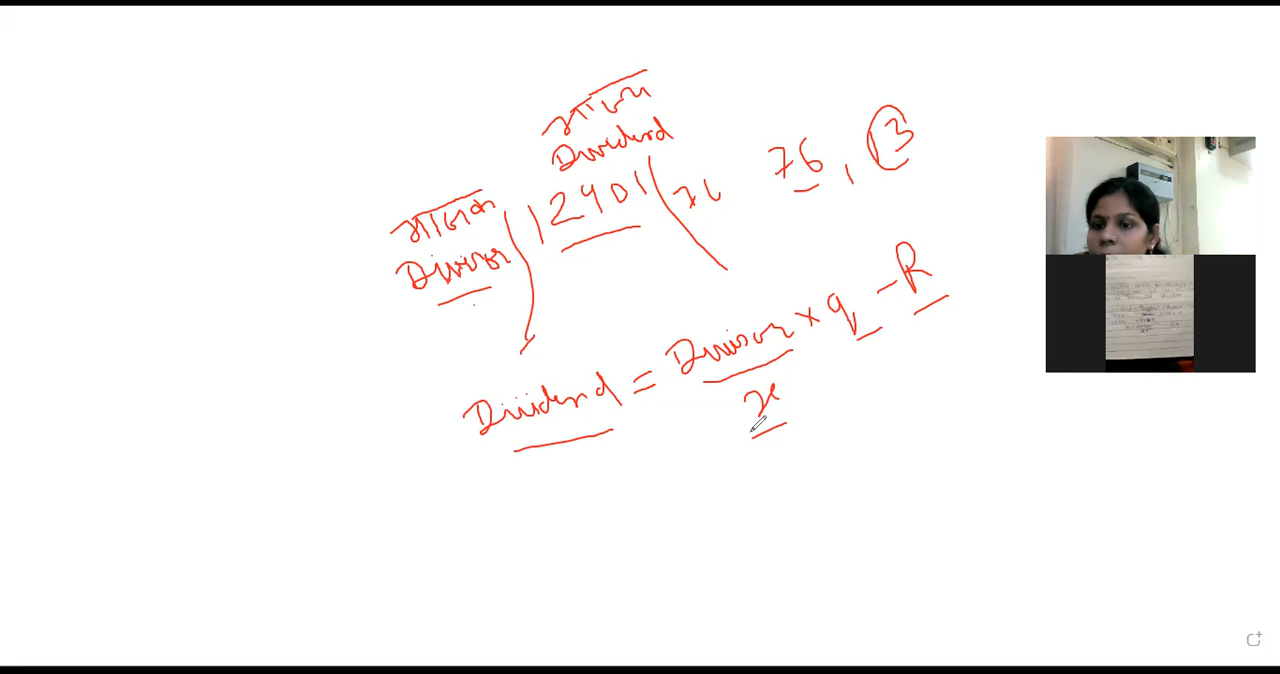 भाज्य
Dividend
भाजक
Divisor
12401
76
76, 13
Dividend = Divisor × q - R
x